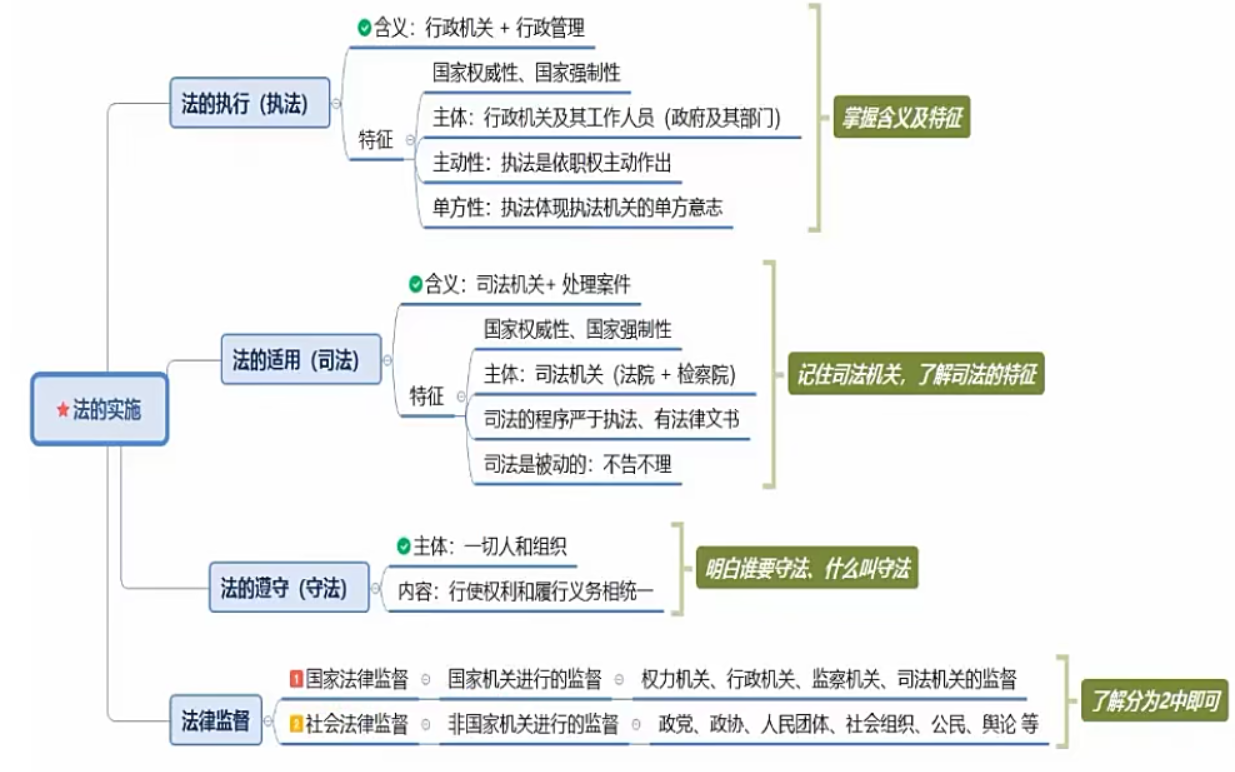 含义：行政机关 + 行政管理
国家权威性、国家强制性
法的执行（执法）
主体：行政机关及其工作人员（政府及其部门）
掌握含义及特征
特征
主动性：执法是依职权主动作出
单方性：执法体现执法机关的单方意志
含义：司法机关+ 处理案件
国家权威性、国家强制性
法的适用（司法）
主体：司法机关（法院 + 检察院）
记住司法机关，了解司法的特征
特征
法的实施
司法的程序严于执法、有法律文书
司法是被动的：不告不理
主体：一切人和组织
明白谁要守法、什么叫守法
法的遵守（守法）
内容：行使权利和履行义务相统一
1 国家法律监督
国家机关进行的监督
权力机关、行政机关、监察机关、司法机关的监督
法律监督
了解分为2中即可
2 社会法律监督
非国家机关进行的监督
政党、政协、人民团体、社会组织、公民、舆论 等